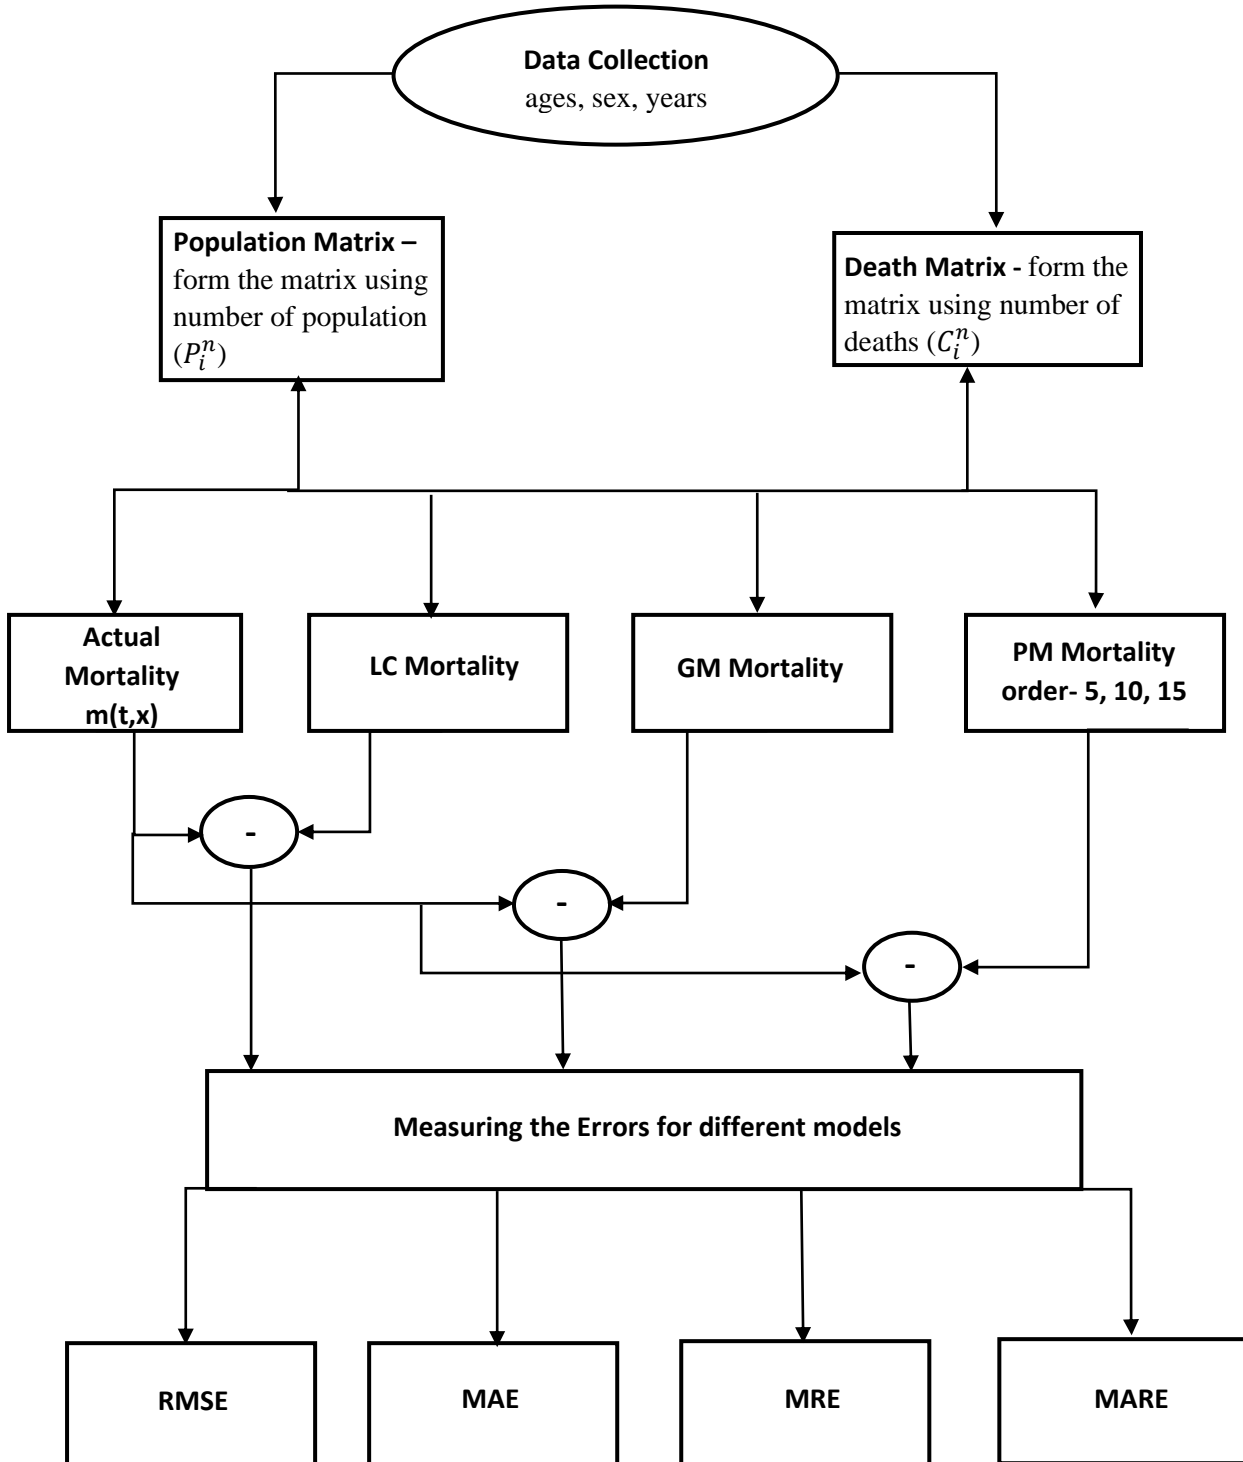 Data Collection
ages, sex, years
Population Matrix –
form the matrix using
number of population
(𝑃𝑖𝑛)
Death Matrix - form the
matrix using number of
deaths (𝐶𝑖𝑛)
Actual
Mortality
m(t,x)
LC Mortality
GM Mortality
PM Mortality
order- 5, 10, 15
-
-
-
Measuring the Errors for different models
RMSE
MAE
MRE
MARE